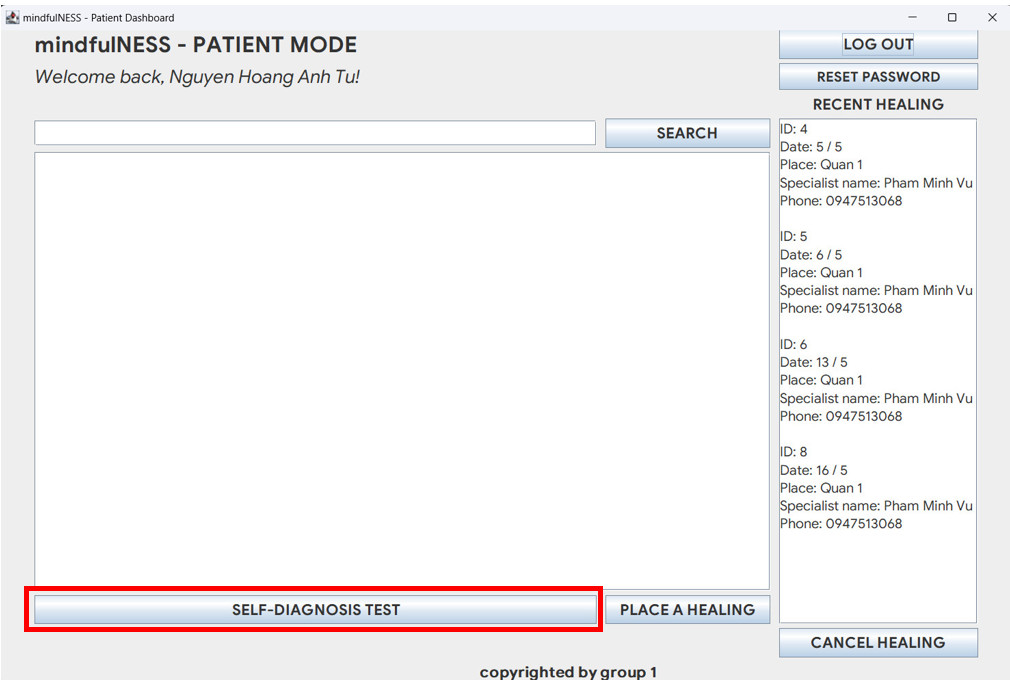 mindfulNESS - Patient Dashboard
mindfulNESS - PATIENT MODE
Welcome back, Nguyen Hoang Anh Tu!
SEARCH
LOG OUT
RESET PASSWORD
RECENT HEALING
ID: 4
Date: 5 / 5
Place: Quan 1
Specialist name: Pham Minh Vu
Phone: 0947513068
ID: 5
Date: 6 / 5
Place: Quan 1
Specialist name: Pham Minh Vu
Phone: 0947513068
ID: 6
Date: 13 / 5
Place: Quan 1
Specialist name: Pham Minh Vu
Phone: 0947513068
ID: 8
Date: 16 / 5
Place: Quan 1
Specialist name: Pham Minh Vu
Phone: 0947513068
SELF-DIAGNOSIS TEST
PLACE A HEALING
CANCEL HEALING
copyrighted by group 1